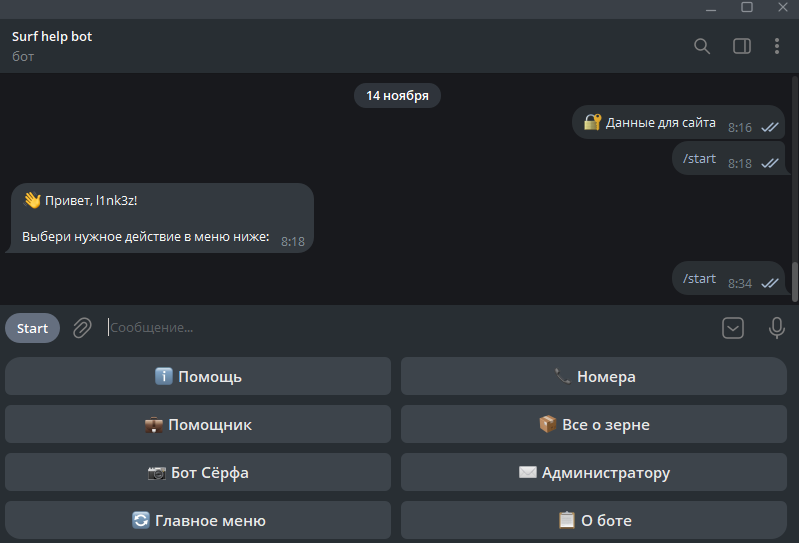 Surf help bot
бот
14 ноября
🔐 Данные для сайта 8:16
/start 8:18
👋 Привет, l1nk3z!
Выбери нужное действие в меню ниже: 8:18
/start 8:34
Start Сообщение...
ℹ️ Помощь
📞 Номера
💼 Помощник
📦 Все о зерне
📷 Бот Сёрфа
✉️ Администратору
🔄 Главное меню
📋 О боте